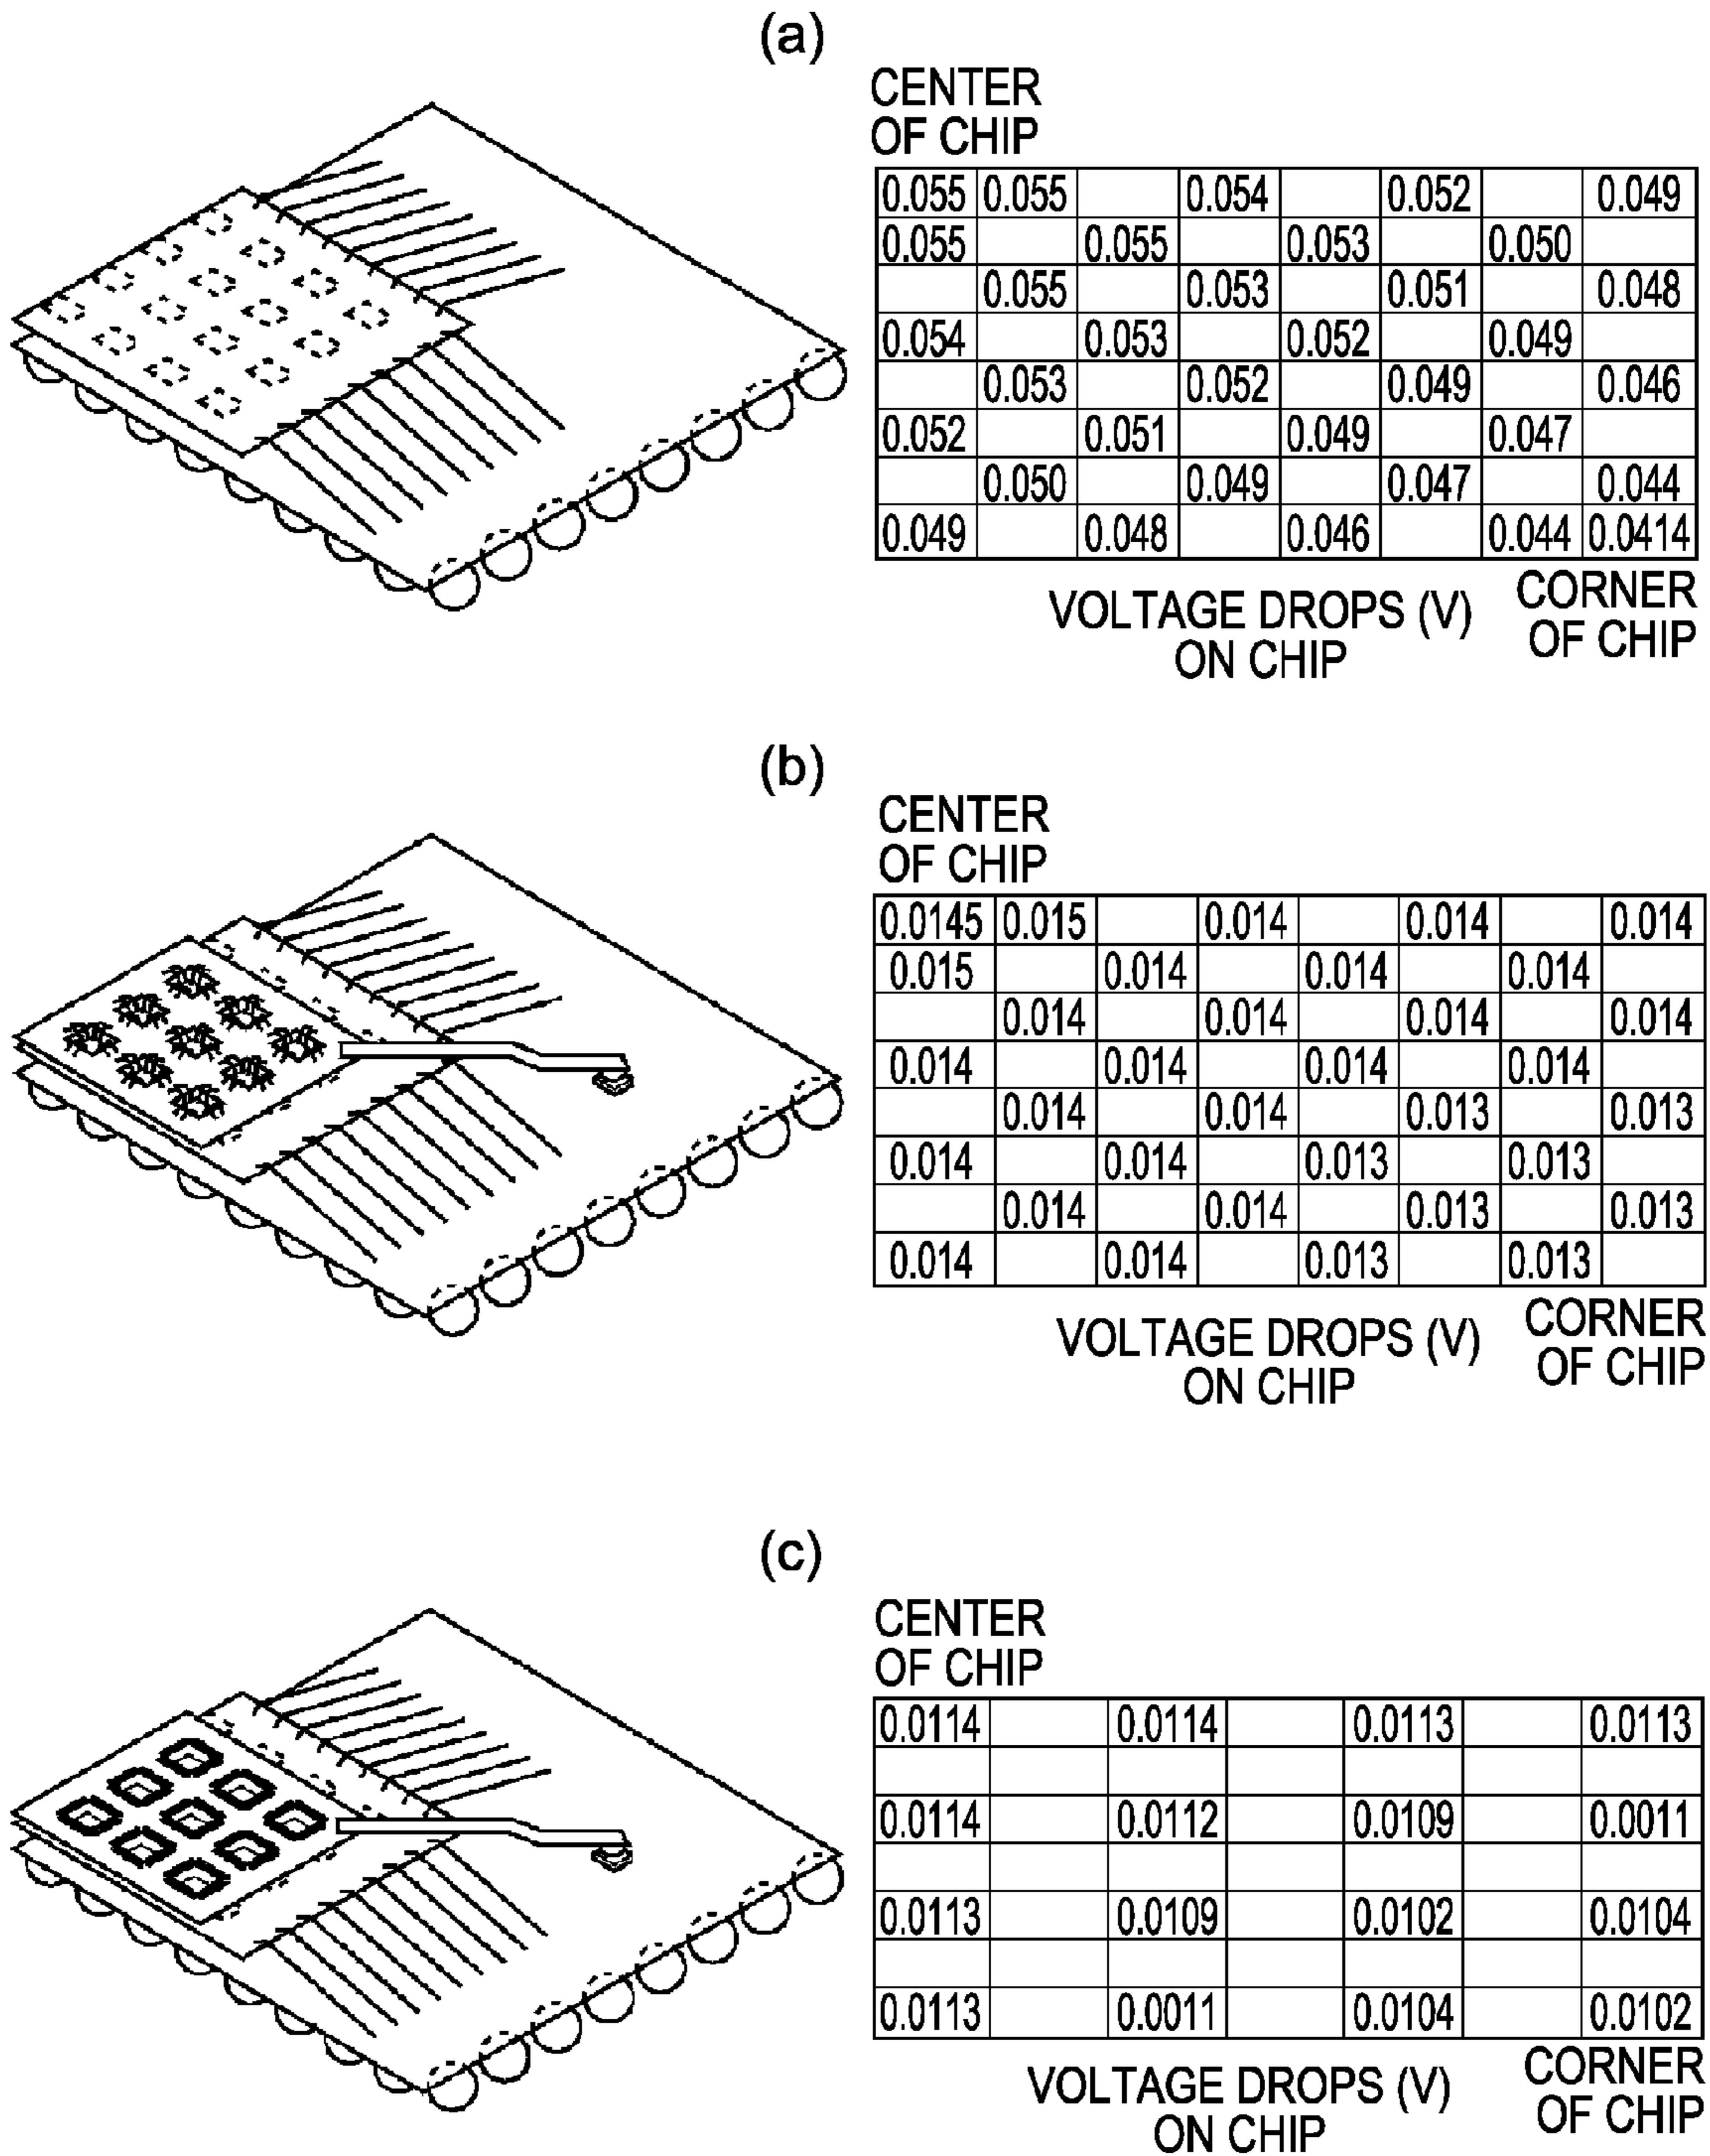 (a)
CENTER
OF CHIP
0.055 0.055 0.054 0.052 0.049
0.055 0.055 0.053 0.050
0.055 0.053 0.051 0.048
0.054 0.053 0.052 0.049
0.053 0.052 0.049 0.046
0.052 0.051 0.049 0.047
0.050 0.049 0.047 0.044
0.049 0.048 0.046 0.044 0.0414
VOLTAGE DROPS (V)
ON CHIP
CORNER
OF CHIP
(b)
CENTER
OF CHIP
0.0145 0.015 0.014 0.014 0.014
0.015 0.014 0.014 0.014
0.014 0.014 0.014 0.014
0.014 0.014 0.014 0.014
0.014 0.014 0.013 0.013
0.014 0.014 0.013 0.013
0.014 0.014 0.013 0.013
0.014 0.014 0.013 0.013
VOLTAGE DROPS (V)
ON CHIP
CORNER
OF CHIP
(c)
CENTER
OF CHIP
0.0114 0.0114 0.0113 0.0113
0.0114 0.0112 0.0109 0.0011
0.0113 0.0109 0.0102 0.0104
0.0113 0.0011 0.0104 0.0102
VOLTAGE DROPS (V)
ON CHIP
CORNER
OF CHIP